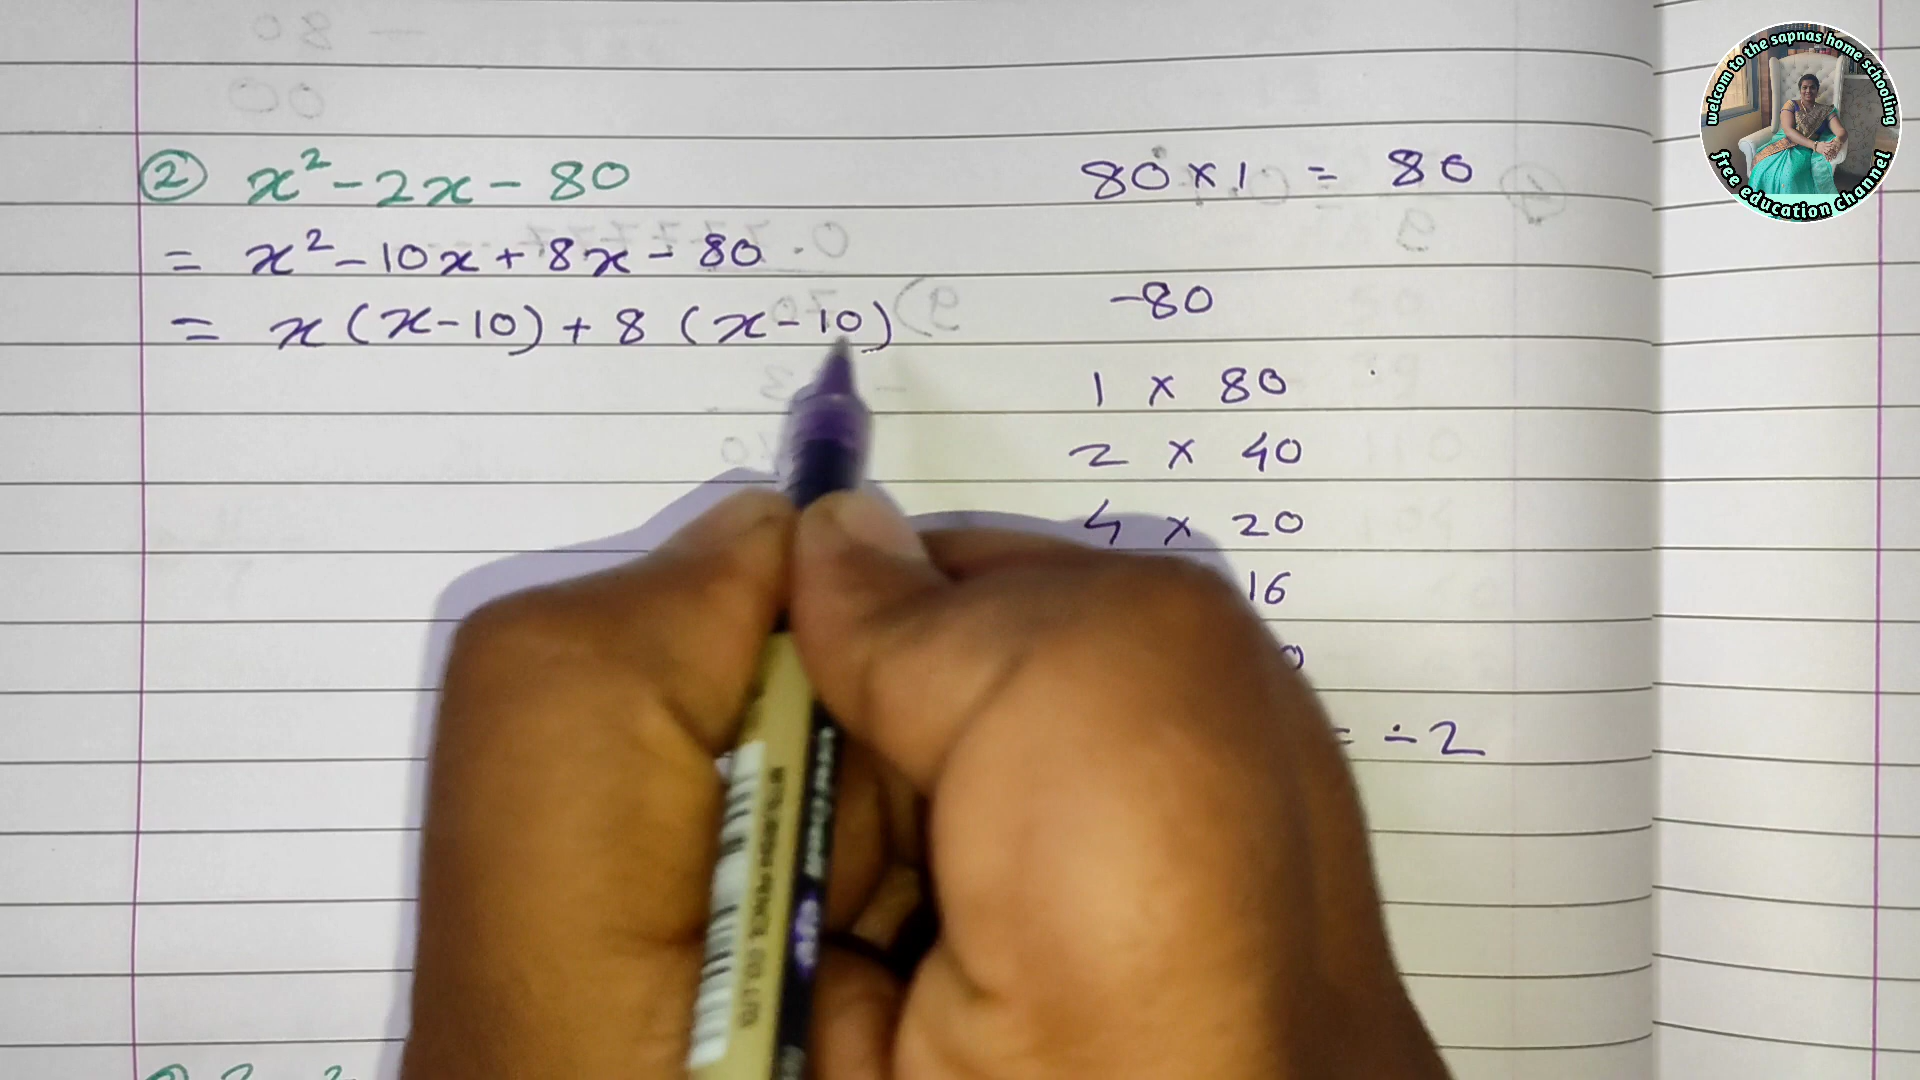 ② x² - 2x - 80
= x² - 10x + 8x - 80
= x (x - 10) + 8 (x - 10)
80 x 1 = 80
-80
1 x 80
2 x 40
4 x 20
16
= -2
welcom to the sapnas home schooling
free education channel